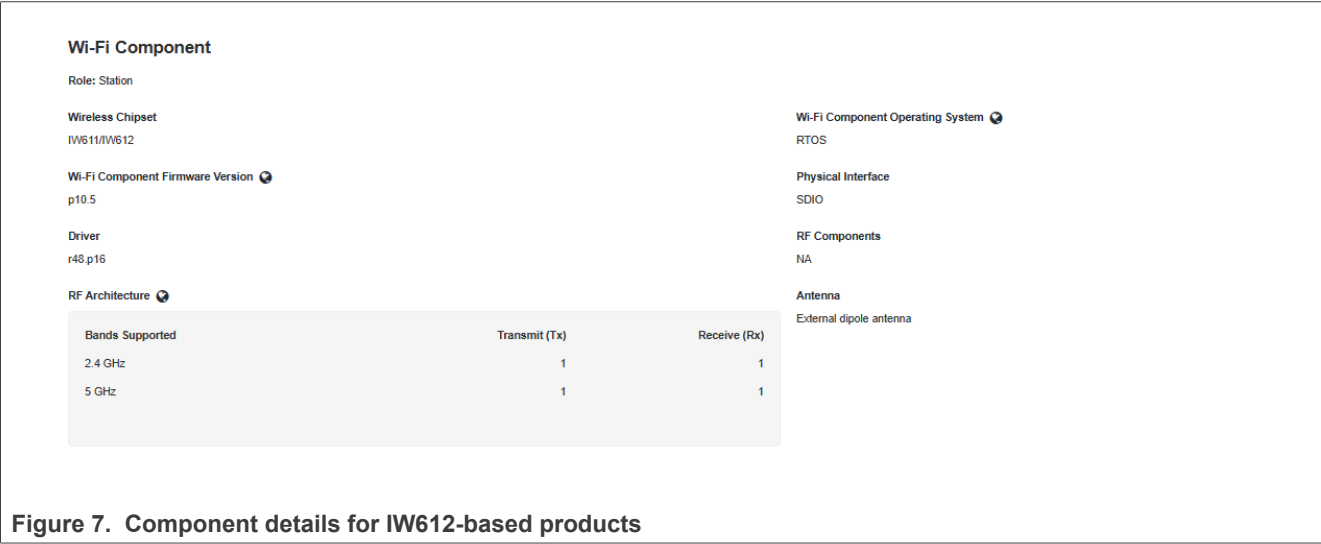 Wi-Fi Component
Role: Station
Wireless Chipset
IW611/IW612
Wi-Fi Component Operating System
RTOS
Wi-Fi Component Firmware Version
p10.5
Physical Interface
SDIO
Driver
r48.p16
RF Components
NA
RF Architecture
Antenna
External dipole antenna
Bands Supported Transmit (Tx) Receive (Rx)
2.4 GHz 1 1
5 GHz 1 1
Figure 7. Component details for IW612-based products